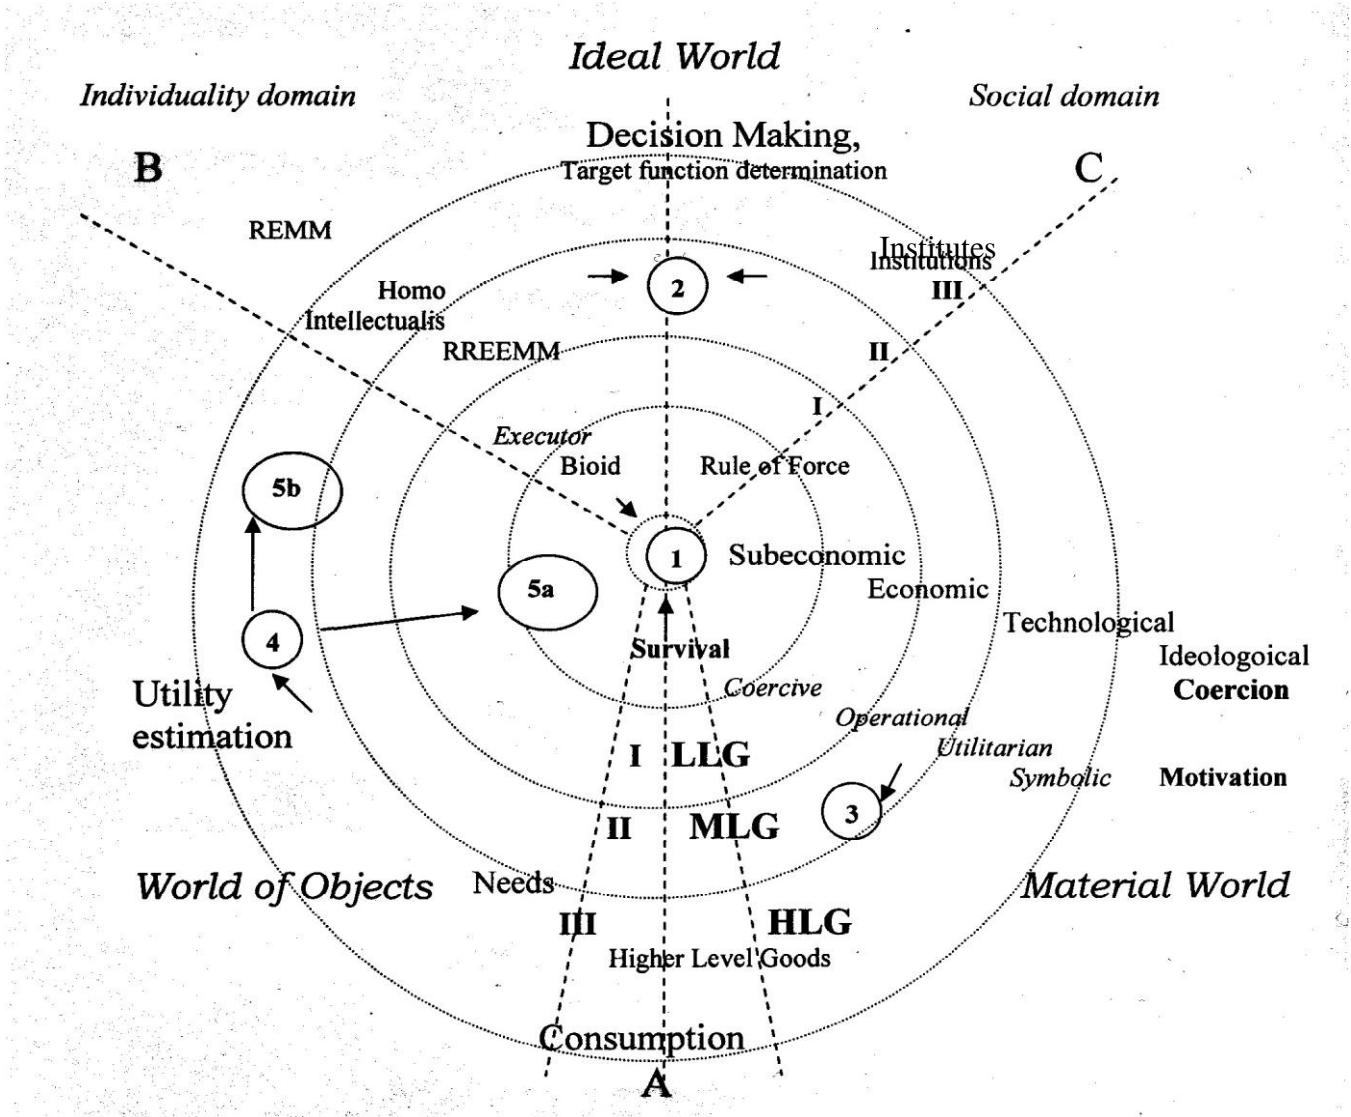 Ideal World
Individuality domain
Social domain
Decision Making,
Target function determination
B
C
REMM
Institutes
Institutions
III
Homo
Intellectualis
2
RREEMM
II
I
Executor
Bioid
Rule of Force
5b
1
Subeconomic
5a
Economic
4
Technological
Survival
Ideologoical
Coercion
Utility
estimation
Coercive
Operational
Utilitarian
Symbolic
Motivation
I LLG
II MLG
3
World of Objects
Needs
Material World
III HLG
Higher Level Goods
Consumption
A